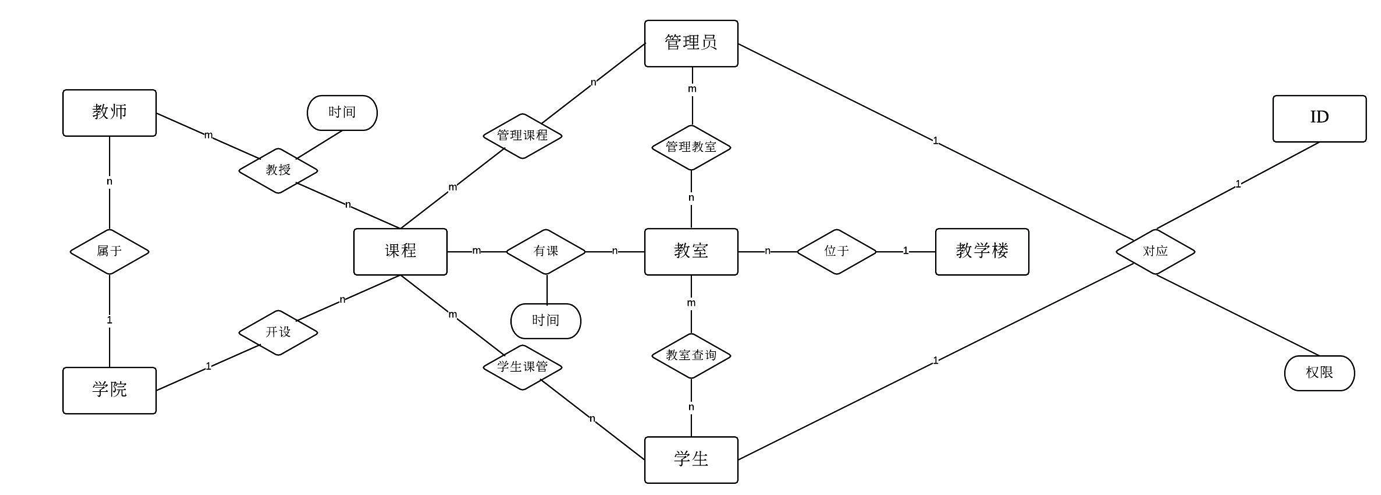 管理员
n
m
教师
时间
ID
m
管理课程
管理教室
1
教授
n
1
m
n
n
课程
m
有课
n
教室
n
位于
1
教学楼
对应
属于
n
m
m
时间
1
开设
学生课管
教室查询
1
1
权限
学院
n
n
学生